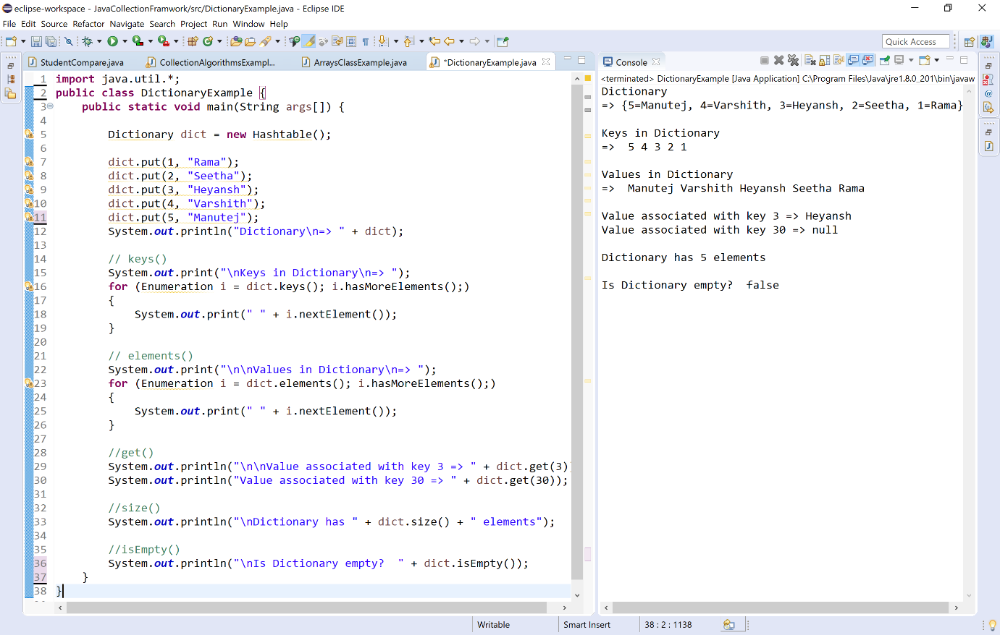 eclipse-workspace - JavaCollectionFramwork/src/DictionaryExample.java - Eclipse IDE
File Edit Source Refactor Navigate Search Project Run Window Help
Quick Access
StudentCompare.java CollectionAlgorithmsExampl... ArraysClassExample.java *DictionaryExample.java
1 import java.util.*;
2 public class DictionaryExample {
3 public static void main(String args[]) {
4
5 Dictionary dict = new Hashtable();
6
7 dict.put(1, "Rama");
8 dict.put(2, "Seetha");
9 dict.put(3, "Heyansh");
10 dict.put(4, "Varshith");
11 dict.put(5, "Manutej");
12 System.out.println("Dictionary\n=> " + dict);
13
14 // keys()
15 System.out.print("\nKeys in Dictionary\n=> ");
16 for (Enumeration i = dict.keys(); i.hasMoreElements();)
17 {
18 System.out.print(" " + i.nextElement());
19 }
20
21 // elements()
22 System.out.print("\n\nValues in Dictionary\n=> ");
23 for (Enumeration i = dict.elements(); i.hasMoreElements();)
24 {
25 System.out.print(" " + i.nextElement());
26 }
27
28 //get()
29 System.out.println("\n\nValue associated with key 3 => " + dict.get(3)
30 System.out.println("Value associated with key 30 => " + dict.get(30));
31
32 //size()
33 System.out.println("\nDictionary has " + dict.size() + " elements");
34
35 //isEmpty()
36 System.out.println("\nIs Dictionary empty?  " + dict.isEmpty());
37 }
38 }
Console
<terminated> DictionaryExample [Java Application] C:\Program Files\Java\jre1.8.0_201\bin\javaw
Dictionary
=> {5=Manutej, 4=Varshith, 3=Heyansh, 2=Seetha, 1=Rama}
Keys in Dictionary
=>  5 4 3 2 1
Values in Dictionary
=>  Manutej Varshith Heyansh Seetha Rama
Value associated with key 3 => Heyansh
Value associated with key 30 => null
Dictionary has 5 elements
Is Dictionary empty?  false
Writable Smart Insert 38 : 2 : 1138